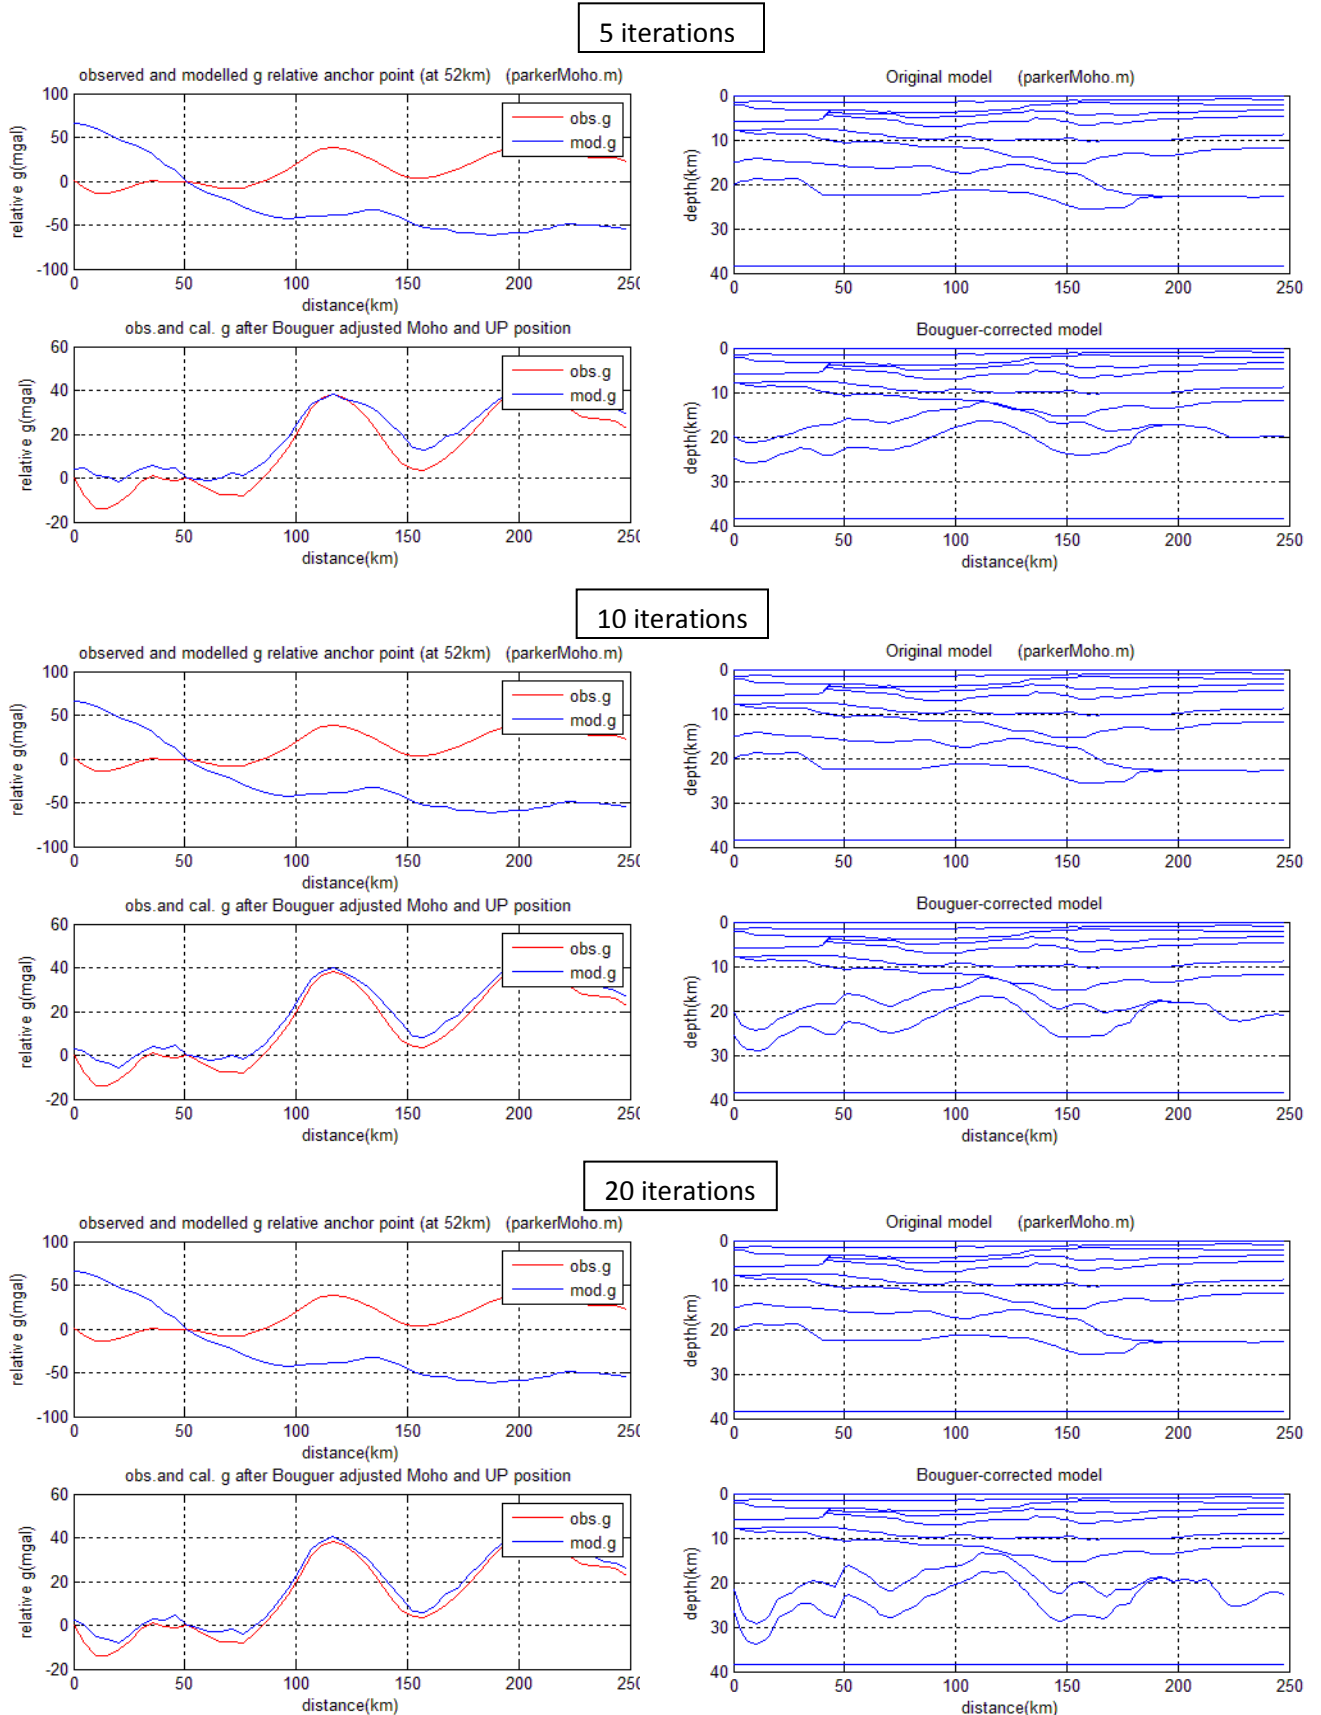 5 iterations
observed and modelled g relative anchor point (at 52km) (parkerMoho.m)
100
50
0
-50
-100
relative g(mgal)
obs.g
mod.g
0 50 100 150 200 250
distance(km)
Original model (parkerMoho.m)
0
10
20
30
40
depth(km)
0 50 100 150 200 250
obs.and cal. g after Bouguer adjusted Moho and UP position
60
40
20
0
-20
relative g(mgal)
obs.g
mod.g
0 50 100 150 200 250
distance(km)
Bouguer-corrected model
0
10
20
30
40
depth(km)
0 50 100 150 200 250
distance(km)
10 iterations
observed and modelled g relative anchor point (at 52km) (parkerMoho.m)
100
50
0
-50
-100
relative g(mgal)
obs.g
mod.g
0 50 100 150 200 250
distance(km)
Original model (parkerMoho.m)
0
10
20
30
40
depth(km)
0 50 100 150 200 250
obs.and cal. g after Bouguer adjusted Moho and UP position
60
40
20
0
-20
relative g(mgal)
obs.g
mod.g
0 50 100 150 200 250
distance(km)
Bouguer-corrected model
0
10
20
30
40
depth(km)
0 50 100 150 200 250
distance(km)
20 iterations
observed and modelled g relative anchor point (at 52km) (parkerMoho.m)
100
50
0
-50
-100
relative g(mgal)
obs.g
mod.g
0 50 100 150 200 250
distance(km)
Original model (parkerMoho.m)
0
10
20
30
40
depth(km)
0 50 100 150 200 250
obs.and cal. g after Bouguer adjusted Moho and UP position
60
40
20
0
-20
relative g(mgal)
obs.g
mod.g
0 50 100 150 200 250
distance(km)
Bouguer-corrected model
0
10
20
30
40
depth(km)
0 50 100 150 200 250
distance(km)